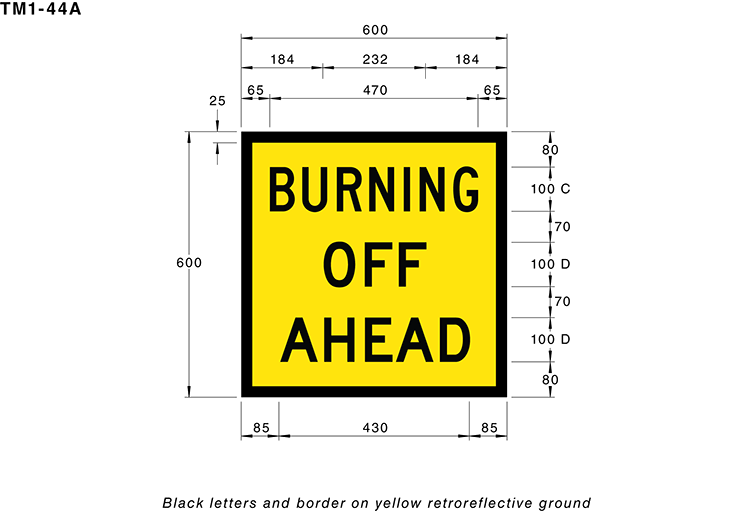 TM1-44A
600
184 232 184
65 470 65
25
80
BURNING
100 C
70
600
OFF
100 D
70
AHEAD
100 D
80
85 430 85
Black letters and border on yellow retroreflective ground